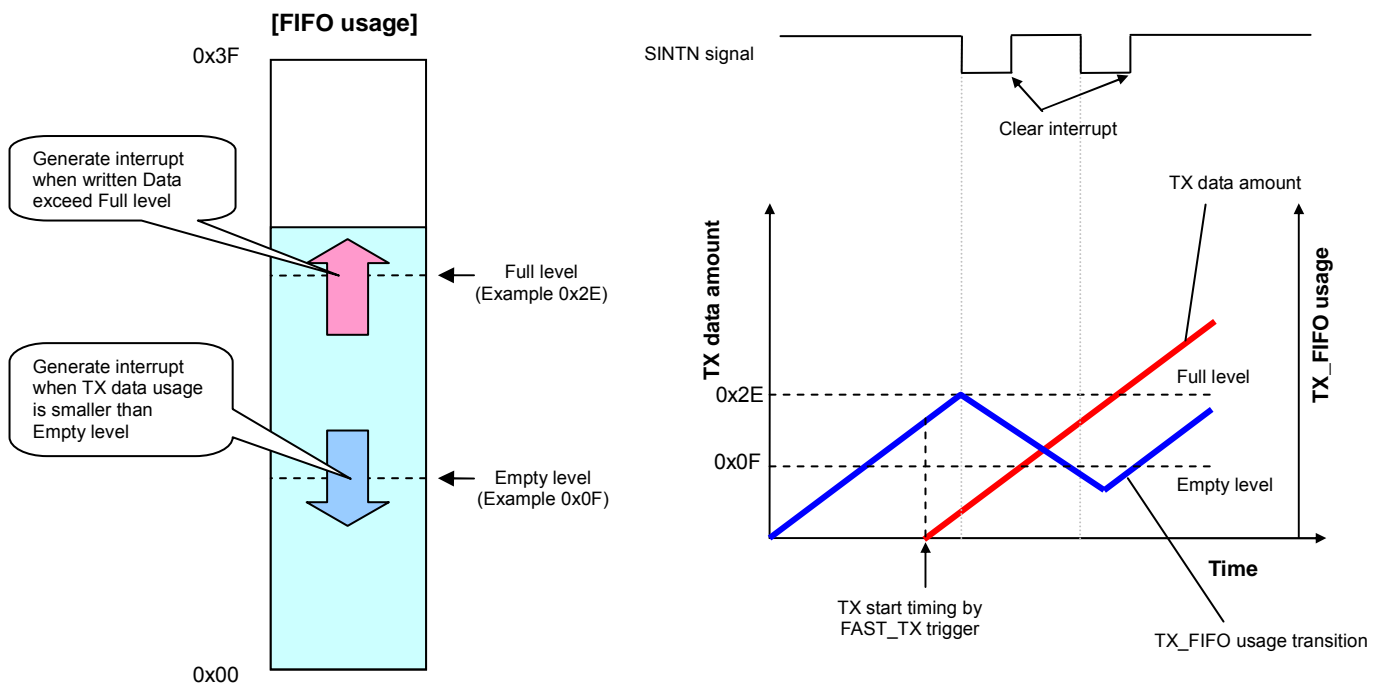 [FIFO usage]
0x3F
Generate interrupt
when written Data
exceed Full level
Full level
(Example 0x2E)
Generate interrupt
when TX data usage
is smaller than
Empty level
Empty level
(Example 0x0F)
0x00
SINTN signal
Clear interrupt
TX data amount
TX data amount
TX_FIFO usage
0x2E
Full level
0x0F
Empty level
Time
TX start timing by
FAST_TX trigger
TX_FIFO usage transition